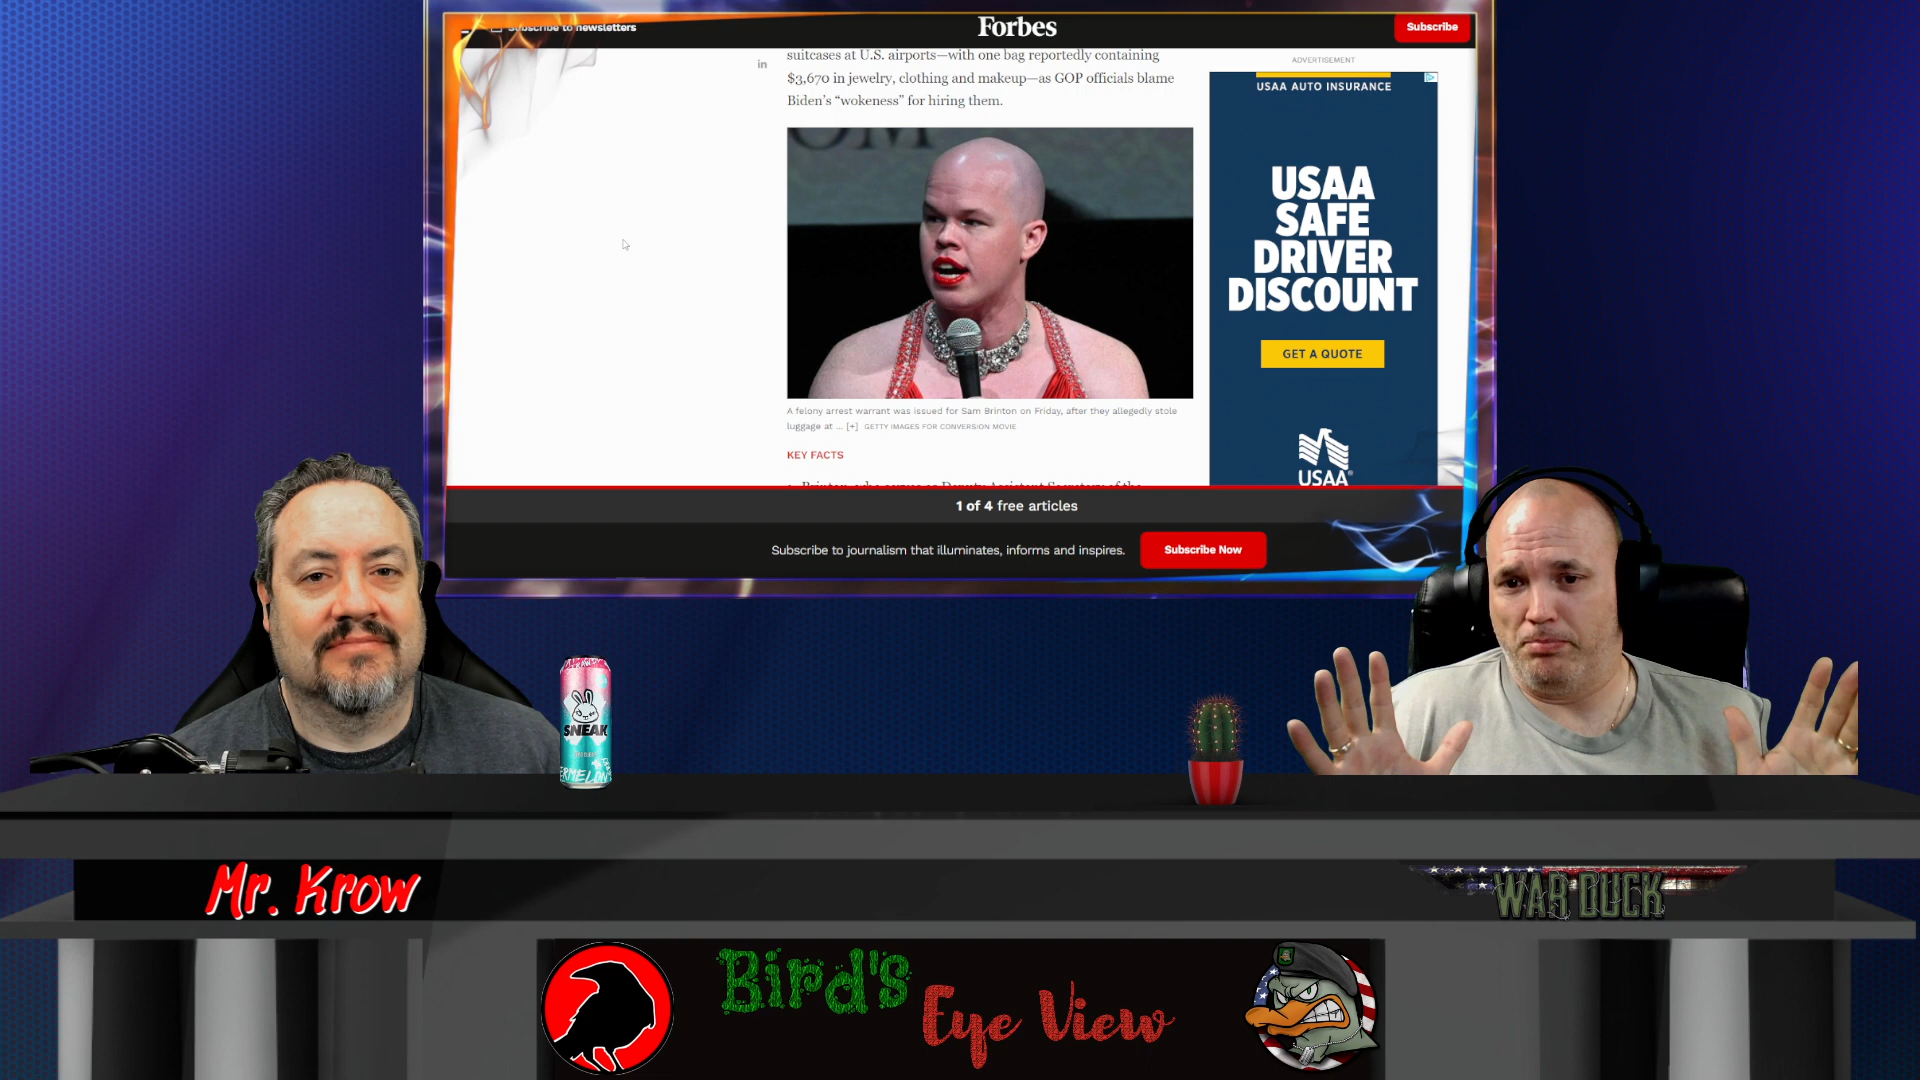 Subscribe to newsletters
Forbes
Subscribe
in
suitcases at U.S. airports—with one bag reportedly containing
$3,670 in jewelry, clothing and makeup—as GOP officials blame
Biden’s “wokeness” for hiring them.
ADVERTISEMENT
USAA AUTO INSURANCE
USAA
SAFE
DRIVER
DISCOUNT
GET A QUOTE
USAA
A felony arrest warrant was issued for Sam Brinton on Friday, after they allegedly stole
luggage at ... [+] GETTY IMAGES FOR CONVERSION MOVIE
KEY FACTS
1 of 4 free articles
Subscribe to journalism that illuminates, informs and inspires.
Subscribe Now
SNEAK
Mr. Krow
WAR DUCK
Bird's
Eye View